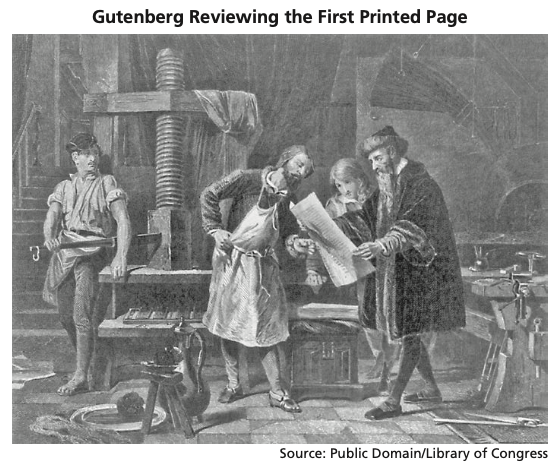 Gutenberg Reviewing the First Printed Page
Source: Public Domain/Library of Congress